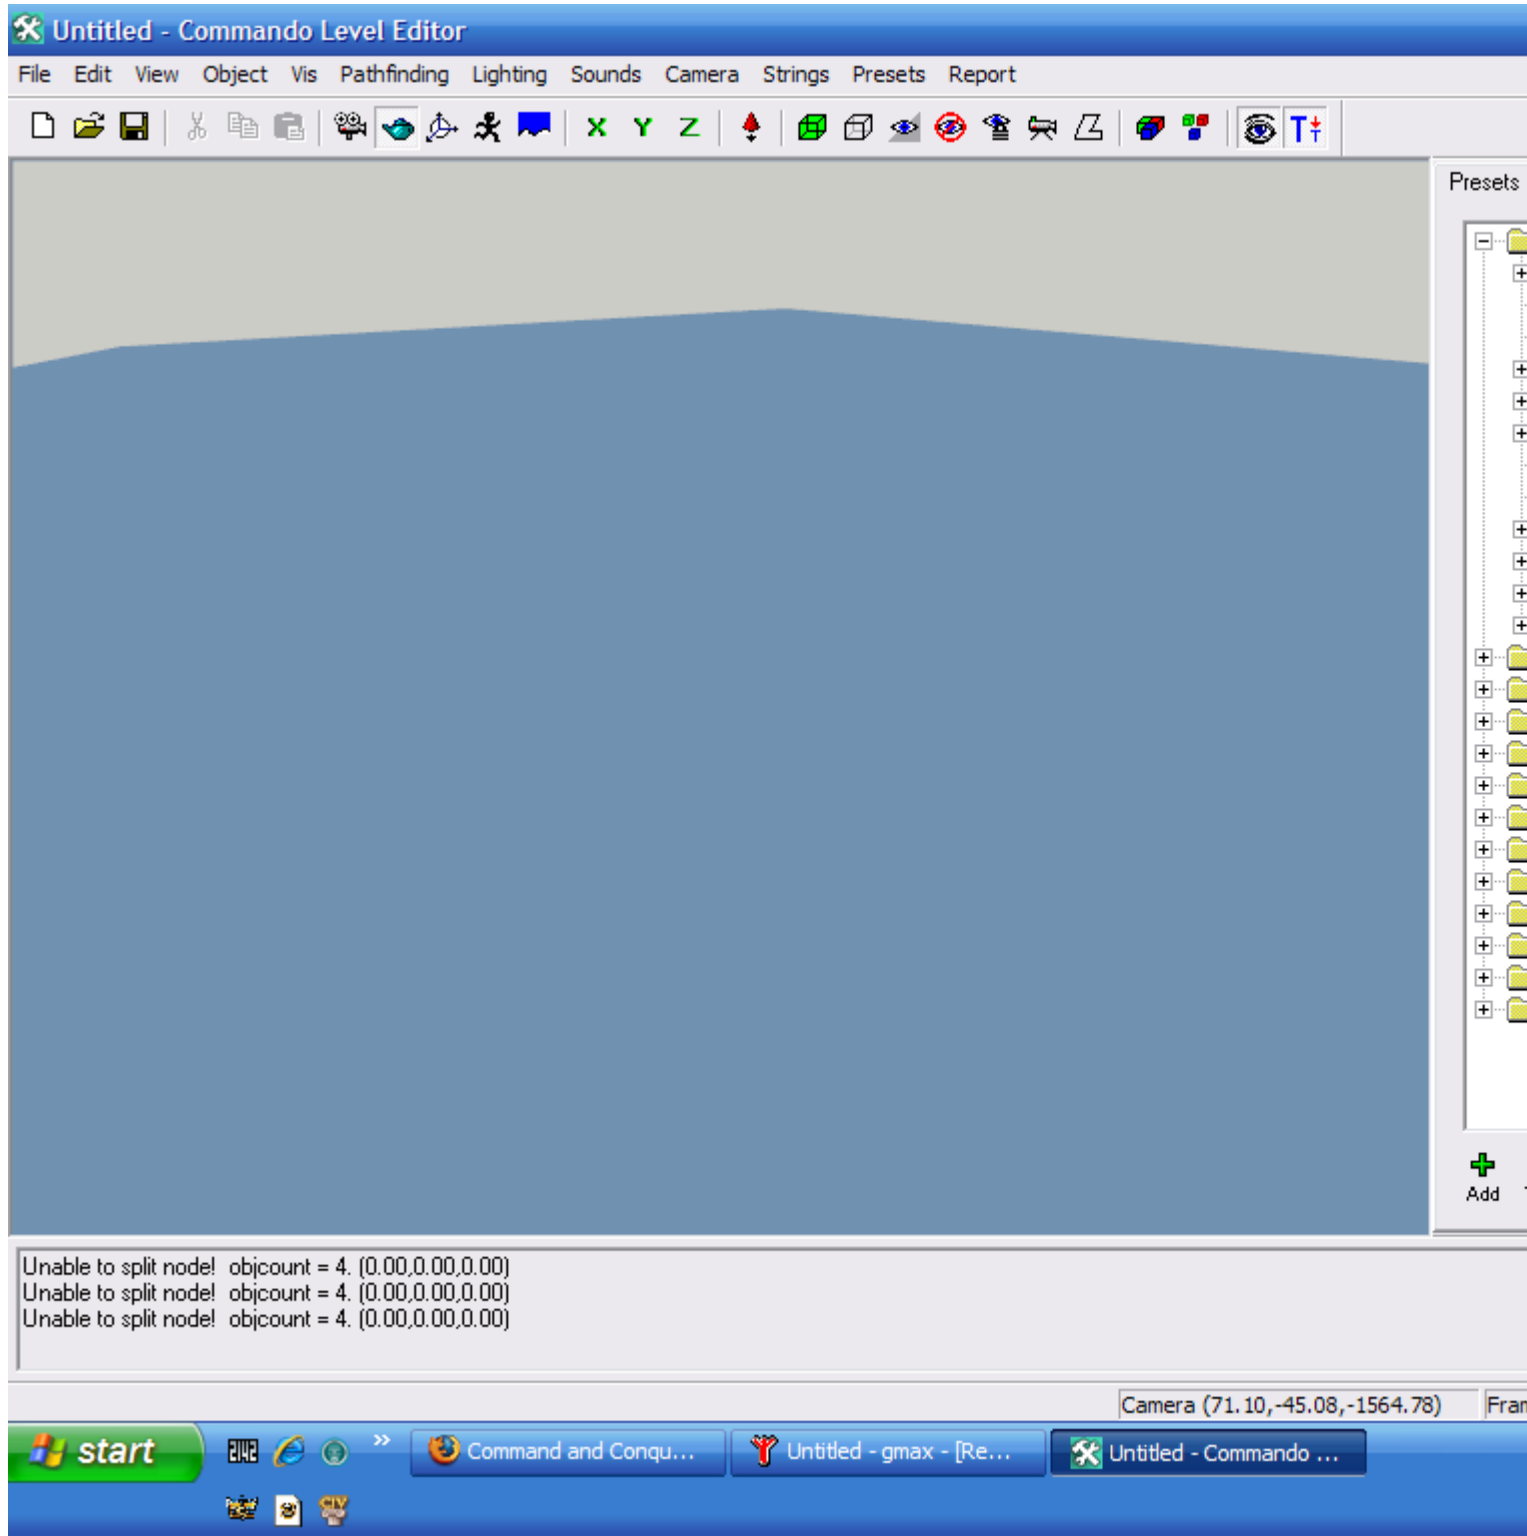 Untitled - Commando Level Editor
File Edit View Object Vis Pathfinding Lighting Sounds Camera Strings Presets Report
X Y Z T T
Presets
Add
Unable to split node! objcount = 4. (0.00,0.00,0.00)
Unable to split node! objcount = 4. (0.00,0.00,0.00)
Unable to split node! objcount = 4. (0.00,0.00,0.00)
Camera (71.10,-45.08,-1564.78) Fram
start 2142 Command and Conqu... Untitled - gmax - [Re... Untitled - Commando ...
CIV